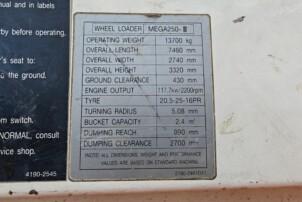 manual
and in labels
before operating.
's seat to:
the ground.
NORMAL, consult
vice shop.
4190-2545
WHEEL LOADER MEGA250-III
OPERATING WEIGHT 13700 kg
OVERALL LENGTH 7460 mm
OVERALL WIDTH 2740 mm
OVERALL HEIGHT 3320 mm
GROUND CLEARANCE 430 mm
ENGINE OUTPUT 117.7kw/2200rpm
TYRE 20.5-25-16PR
TURNING RADIUS 5.08 mm
BUCKET CAPACITY 2.4 m³
DUMPING REACH 990 mm
DUMPING CLEARANCE 2700 mm
NOTE: ALL DIMENSIONS, WEIGHT AND PERFORMANCE
VALUES ARE BASED ON STANDARD MACHINE.